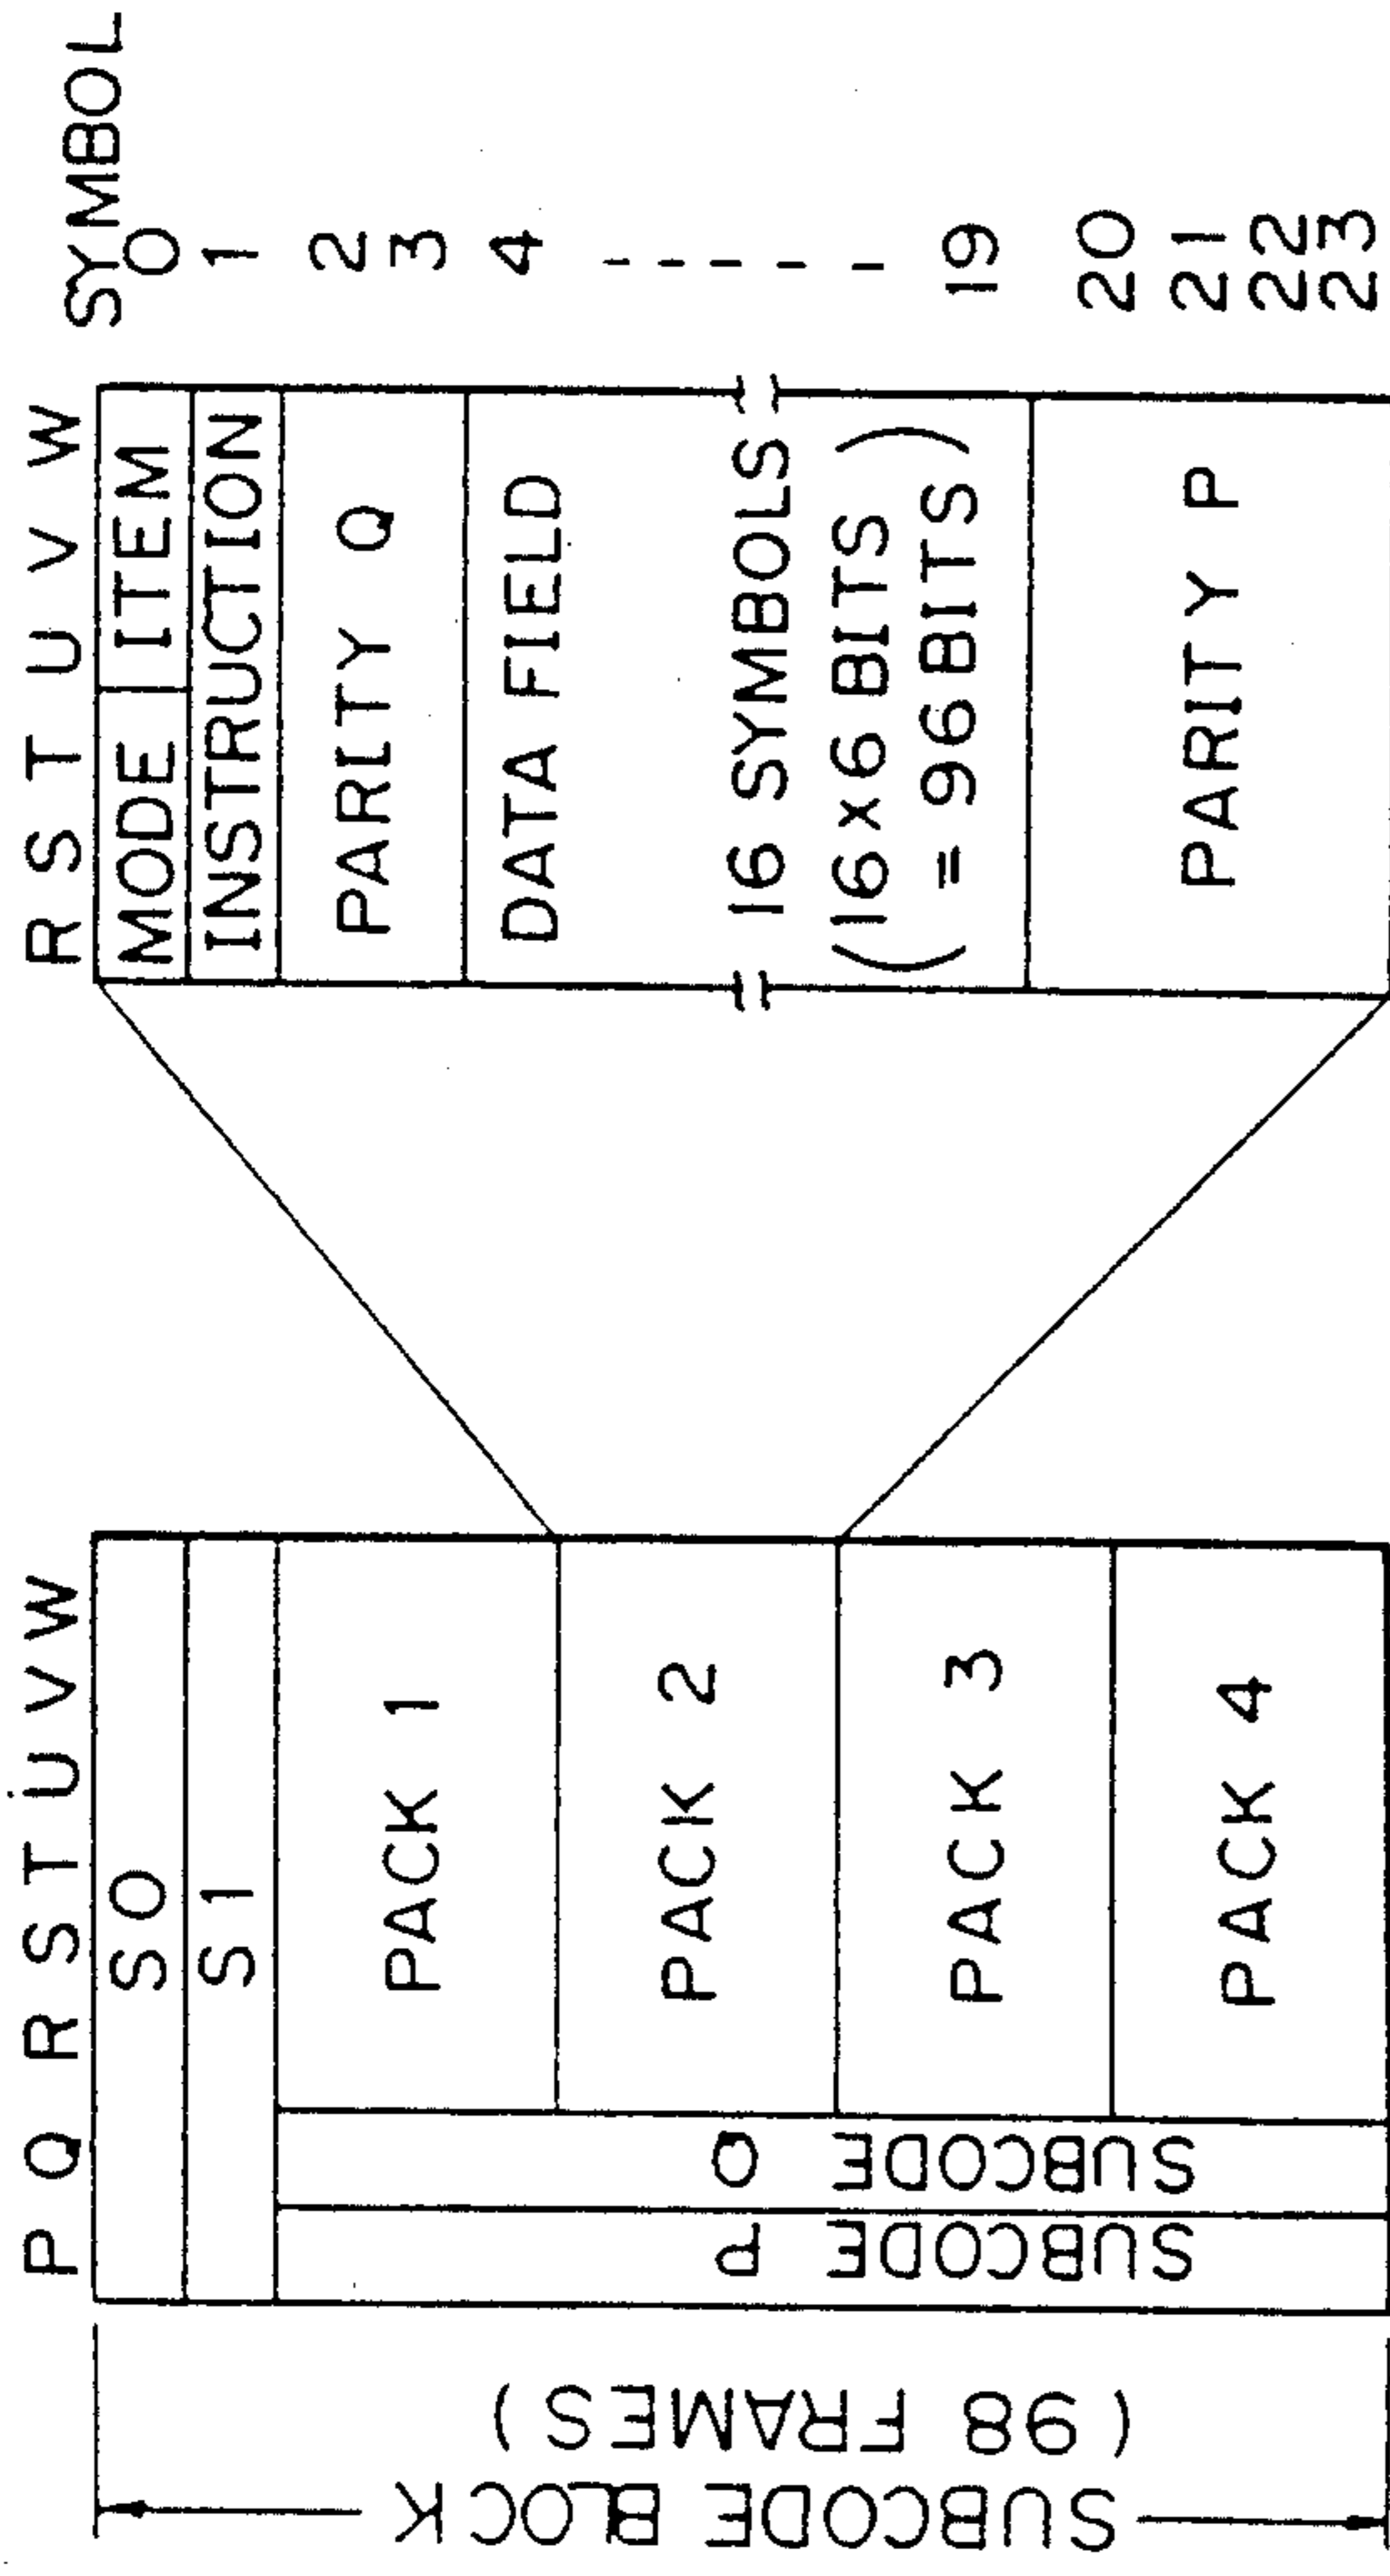 SUBCODE BLOCK
(98 FRAMES)
P Q R S T U V W
S0
S1
SUBCODE P
SUBCODE Q
PACK 1
PACK 2
PACK 3
PACK 4
R S T U V W
MODE ITEM
INSTRUCTION
PARITY Q
DATA FIELD
16 SYMBOLS
(16×6 BITS)
( = 96 BITS )
PARITY P
SYMBOL
0
1
2
3
4
-----
19
20
21
22
23